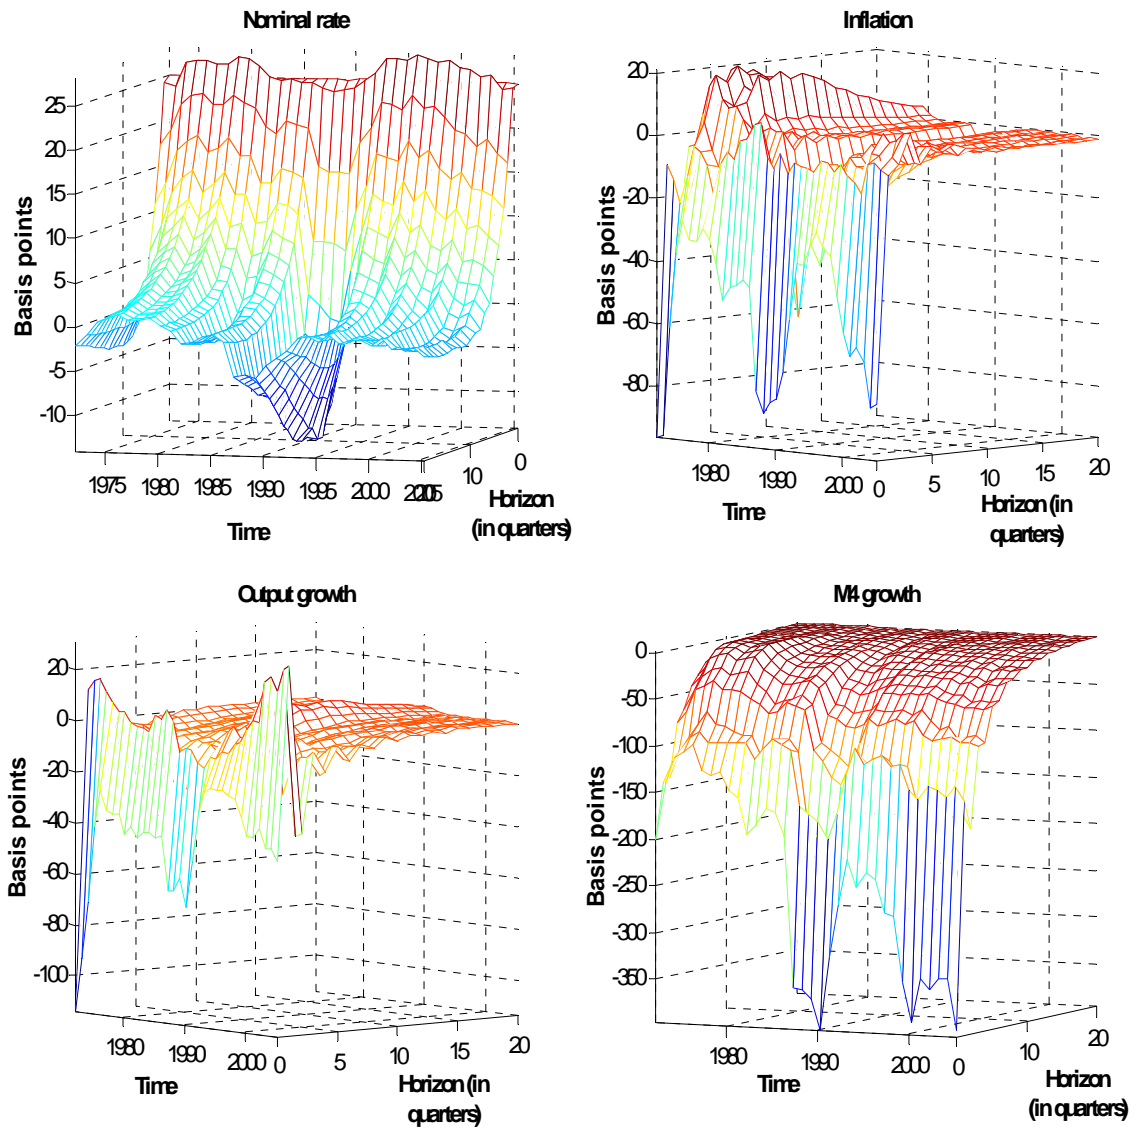 Nominal rate
Basis points
25
20
15
10
5
0
-5
-10
1975 1980 1985 1990 1995 2000 2005
10
0
Time
Horizon
(in quarters)
Inflation
Basis points
20
0
-20
-40
-60
-80
1980 1990 2000
0 5 10 15 20
Time
Horizon (in
quarters)
Output growth
Basis points
20
0
-20
-40
-60
-80
-100
1980 1990 2000
0 5 10 15 20
Time
Horizon (in
quarters)
M4 growth
Basis points
0
-50
-100
-150
-200
-250
-300
-350
1980 1990 2000
0 10 20
Time
Horizon
(in quarters)